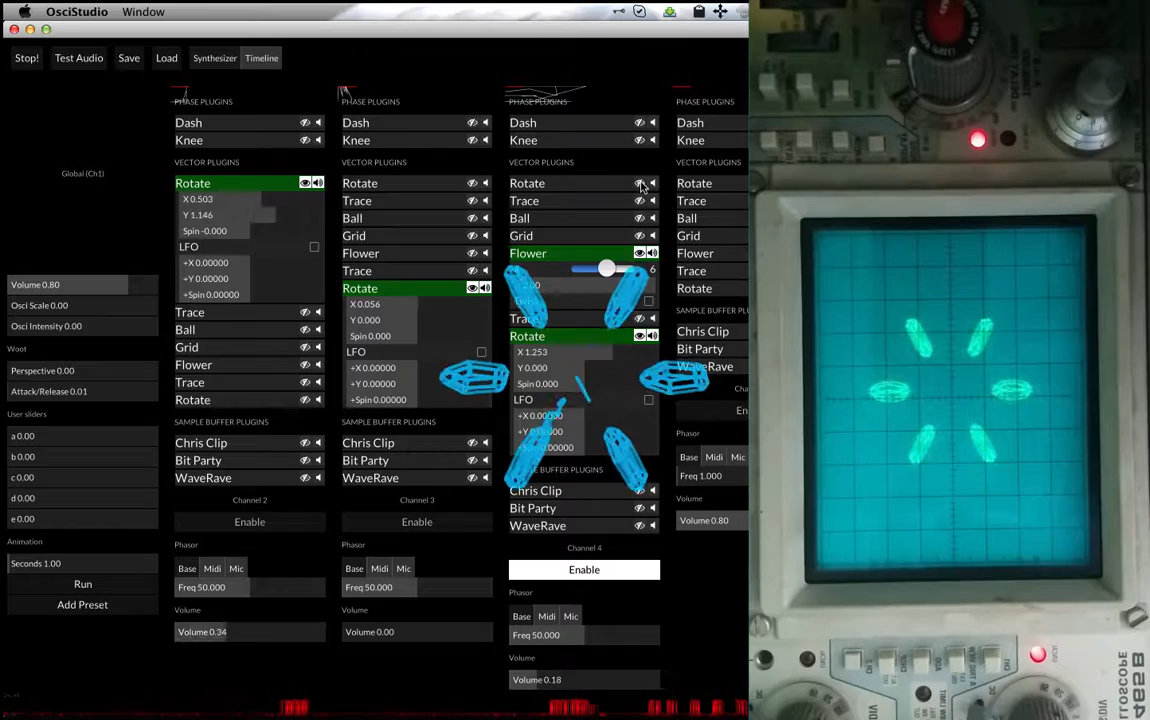 OsciStudio Window
Stop! Test Audio Save Load Synthesizer Timeline
Global (Ch1)
Volume 0.80
Osci Scale 0.00
Osci Intensity 0.00
Woot
Perspective 0.00
Attack/Release 0.01
User sliders
a 0.00
b 0.00
c 0.00
d 0.00
e 0.00
Animation
Seconds 1.00
Run
Add Preset
PHASE PLUGINS
Dash
Knee
VECTOR PLUGINS
Rotate
X 0.503
Y 1.146
Spin -0.000
LFO
+X 0.00000
+Y 0.00000
+Spin 0.00000
Trace
Ball
Grid
Flower
Trace
Rotate
SAMPLE BUFFER PLUGINS
Chris Clip
Bit Party
WaveRave
Channel 2
Enable
Phasor
Base Midi Mic
Freq 50.000
Volume
Volume 0.34
PHASE PLUGINS
Dash
Knee
VECTOR PLUGINS
Rotate
Trace
Ball
Grid
Flower
Trace
Rotate
X 0.056
Y 0.000
Spin 0.000
LFO
+X 0.00000
+Y 0.00000
+Spin 0.00000
SAMPLE BUFFER PLUGINS
Chris Clip
Bit Party
WaveRave
Channel 3
Enable
Phasor
Base Midi Mic
Freq 50.000
Volume
Volume 0.00
PHASE PLUGINS
Dash
Knee
VECTOR PLUGINS
Rotate
Trace
Ball
Grid
Flower
6
Rotate
X 1.253
Y 0.000
Spin 0.000
LFO
Chris Clip
Bit Party
WaveRave
Channel 4
Enable
Phasor
Base Midi Mic
Freq 50.000
Volume
Volume 0.18
PHASE PLUGINS
Dash
Knee
VECTOR PLUGINS
Rotate
Trace
Ball
Grid
Flower
Trace
Rotate
SAMPLE BUFFER
Chris Clip
Bit Party
Phasor
Base Midi Mic
Freq 1.000
Volume
Volume 0.80
465B